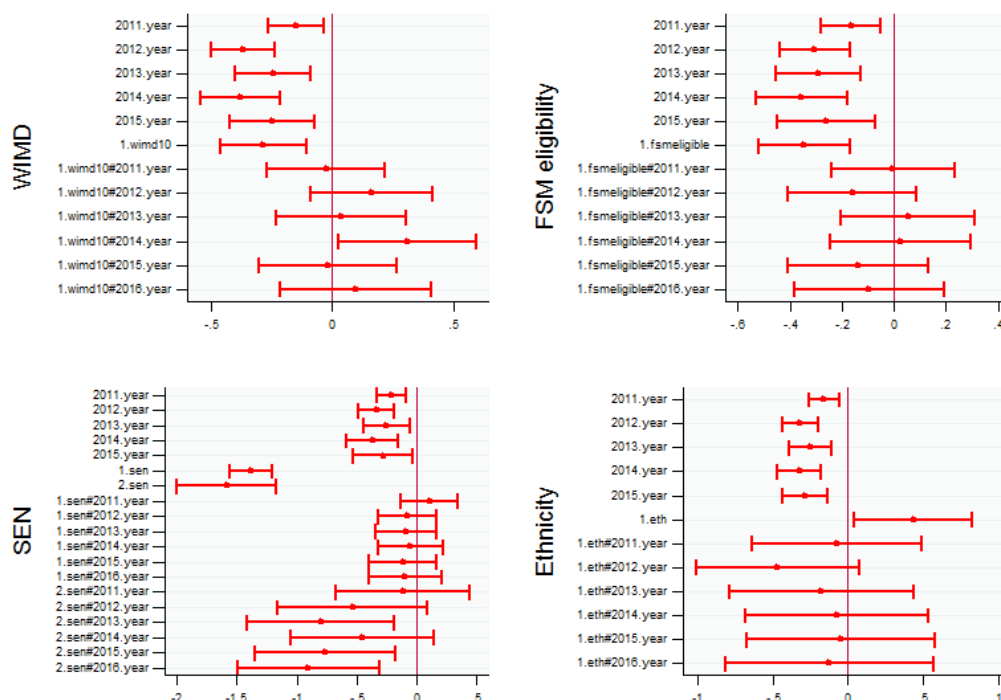 WIMD
2011.year
2012.year
2013.year
2014.year
2015.year
1.wimd10
1.wimd10#2011.year
1.wimd10#2012.year
1.wimd10#2013.year
1.wimd10#2014.year
1.wimd10#2015.year
1.wimd10#2016.year
-.5 0 .5
FSM eligibility
2011.year
2012.year
2013.year
2014.year
2015.year
1.fsmeligible
1.fsmeligible#2011.year
1.fsmeligible#2012.year
1.fsmeligible#2013.year
1.fsmeligible#2014.year
1.fsmeligible#2015.year
1.fsmeligible#2016.year
-.6 -.4 -.2 0 .2 .4
SEN
2011.year
2012.year
2013.year
2014.year
2015.year
1.sen
2.sen
1.sen#2011.year
1.sen#2012.year
1.sen#2013.year
1.sen#2014.year
1.sen#2015.year
1.sen#2016.year
2.sen#2011.year
2.sen#2012.year
2.sen#2013.year
2.sen#2014.year
2.sen#2015.year
2.sen#2016.year
-2 -1.5 -1 -.5 0 .5
Ethnicity
2011.year
2012.year
2013.year
2014.year
2015.year
1.eth
1.eth#2011.year
1.eth#2012.year
1.eth#2013.year
1.eth#2014.year
1.eth#2015.year
1.eth#2016.year
-1 -.5 0 .5 1